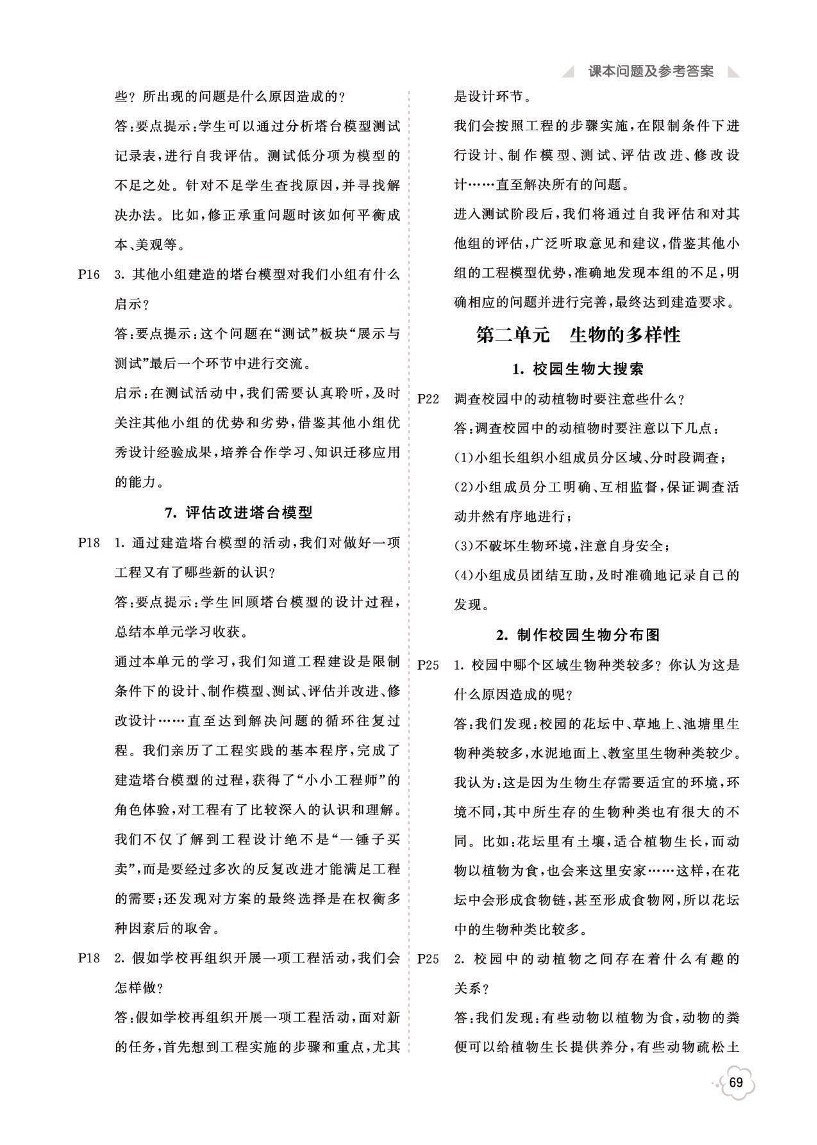 课本问题及参考答案
些？所出现的问题是什么原因造成的？
答：要点提示：学生可以通过分析塔台模型测试
记录表，进行自我评估。测试低分项为模型的
不足之处。针对不足学生查找原因，并寻找解
决办法。比如，修正承重问题时该如何平衡成
本、美观等。
P16 3. 其他小组建造的塔台模型对我们小组有什么
启示？
答：要点提示：这个问题在“测试”板块“展示与
测试”最后一个环节中进行交流。
启示：在测试活动中，我们需要认真聆听，及时
关注其他小组的优势和劣势，借鉴其他小组优
秀设计经验成果，培养合作学习、知识迁移应用
的能力。
7. 评估改进塔台模型
P18 1. 通过建造塔台模型的活动，我们对做好一项
工程又有了哪些新的认识？
答：要点提示：学生回顾塔台模型的设计过程，
总结本单元学习收获。
通过本单元的学习，我们知道工程建设是限制
条件下的设计、制作模型、测试、评估并改进、修
改设计……直至达到解决问题的循环往复过
程。我们亲历了工程实践的基本程序，完成了
建造塔台模型的过程，获得了“小小工程师”的
角色体验，对工程有了比较深入的认识和理解。
我们不仅了解到工程设计绝不是“一锤子买
卖”，而是要经过多次的反复改进才能满足工程
的需要；还发现对方案的最终选择是在权衡多
种因素后的取舍。
P18 2. 假如学校再组织开展一项工程活动，我们会
怎样做？
答：假如学校再组织开展一项工程活动，面对新
的任务，首先想到工程实施的步骤和重点，尤其
是设计环节。
我们会按照工程的步骤实施，在限制条件下进
行设计、制作模型、测试、评估改进、修改设
计……直至解决所有的问题。
进入测试阶段后，我们将通过自我评估和对其
他组的评估，广泛听取意见和建议，借鉴其他小
组的工程模型优势，准确地发现本组的不足，明
确相应的问题并进行完善，最终达到建造要求。
第二单元 生物的多样性
1. 校园生物大搜索
P22 调查校园中的动植物时要注意些什么？
答：调查校园中的动植物时要注意以下几点：
（1）小组长组织小组成员分区域、分时段调查；
（2）小组成员分工明确、互相监督，保证调查活
动井然有序地进行；
（3）不破坏生物环境，注意自身安全；
（4）小组成员团结互助，及时准确地记录自己的
发现。
2. 制作校园生物分布图
P25 1. 校园中哪个区域生物种类较多？你认为这是
什么原因造成的呢？
答：我们发现：校园的花坛中、草地上、池塘里生
物种类较多，水泥地面上、教室里生物种类较少。
我认为：这是因为生物生存需要适宜的环境，环
境不同，其中所生存的生物种类也有很大的不
同。比如：花坛里有土壤，适合植物生长，而动
物以植物为食，也会来这里安家……这样，在花
坛中会形成食物链，甚至形成食物网，所以花坛
中的生物种类比较多。
P25 2. 校园中的动植物之间存在着什么有趣的
关系？
答：我们发现：有些动物以植物为食，动物的粪
便可以给植物生长提供养分，有些动物疏松土
69